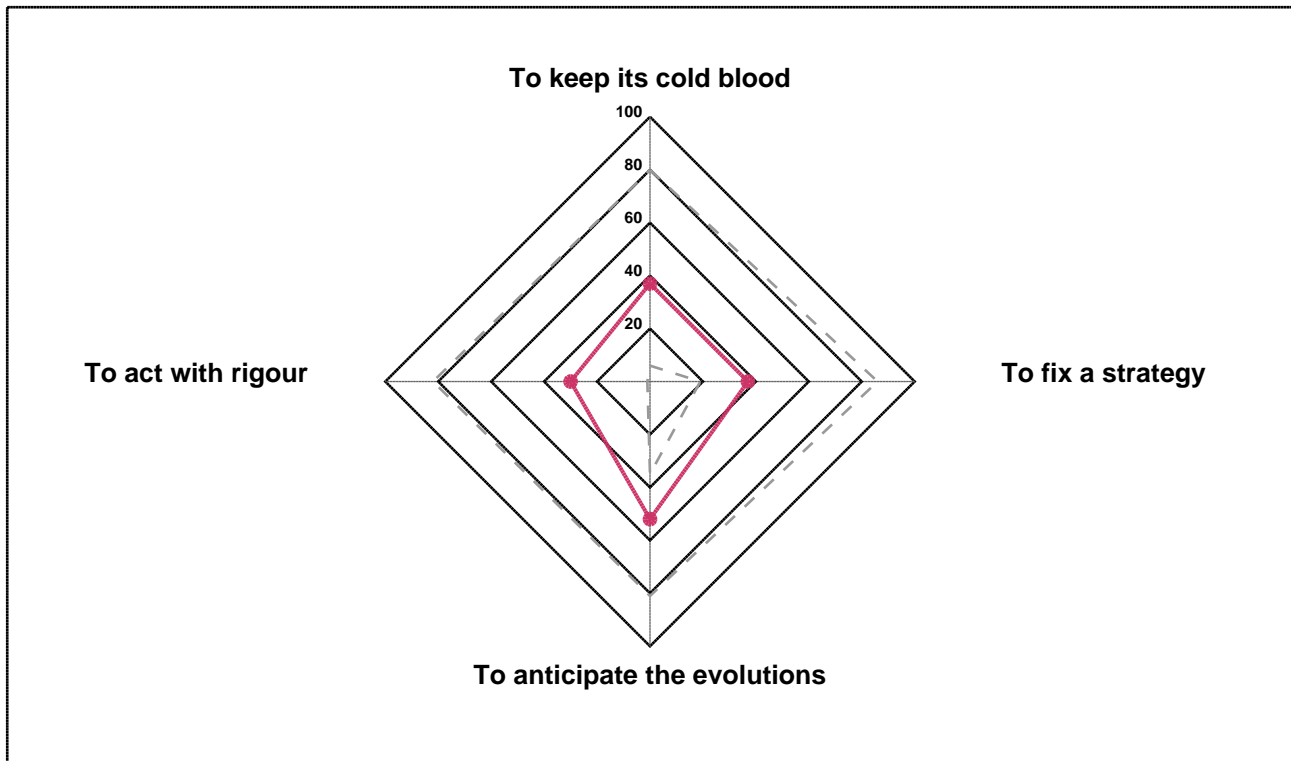 To keep its cold blood
100
80
60
40
20
To act with rigour
To fix a strategy
To anticipate the evolutions